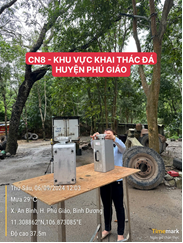 CN8 - KHU VỰC KHAI THÁC ĐÁ
HUYỆN PHÚ GIÁO
Thứ Sáu, 06/09/2024 12:03
Mưa 29°C
X. An Bình, H. Phú Giáo, Bình Dương
11.308862°N,106.873085°E
Độ cao 37.5m
Timemark